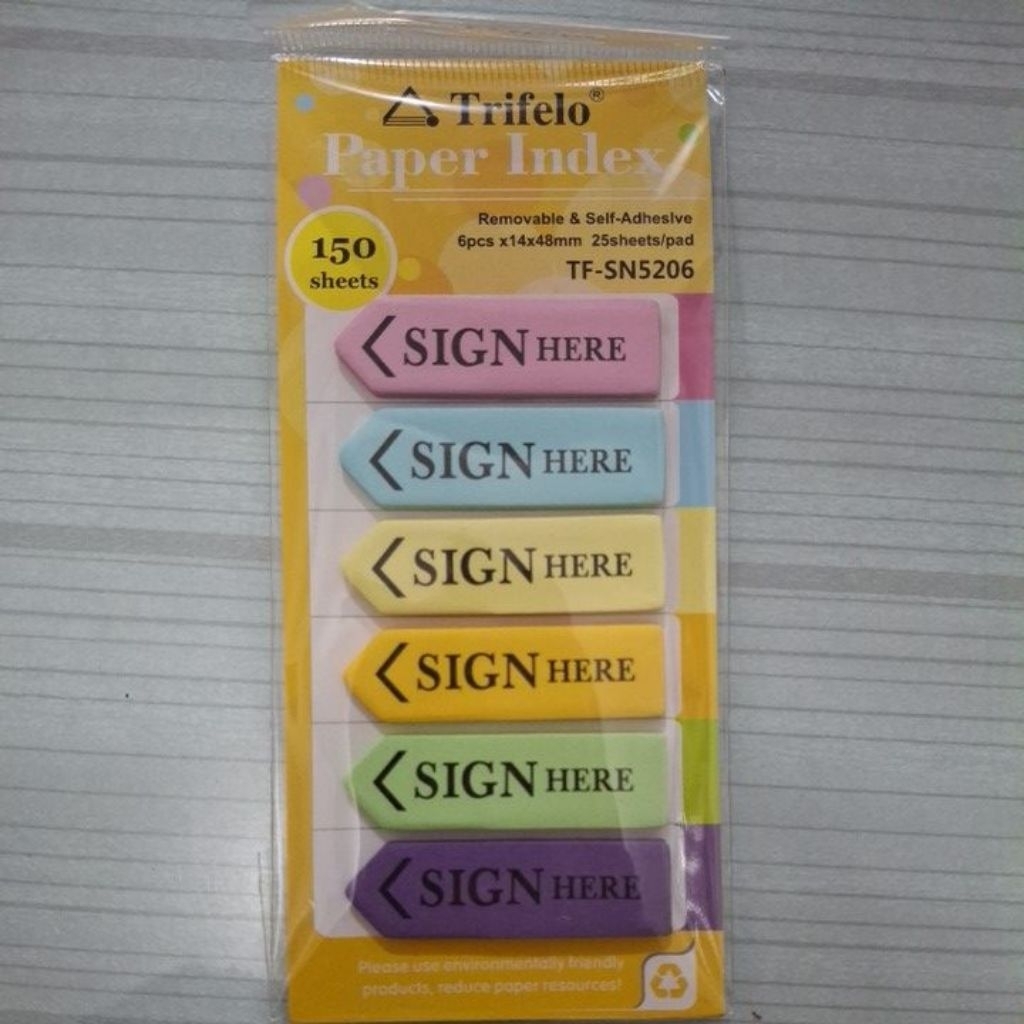 Trifelo®
Paper Index
Removable & Self-Adhesive
6pcs x14x48mm 25sheets/pad
TF-SN5206
150
sheets
SIGN HERE
SIGN HERE
SIGN HERE
SIGN HERE
SIGN HERE
SIGN HERE
Please use environmentally friendly
products, reduce paper resources!